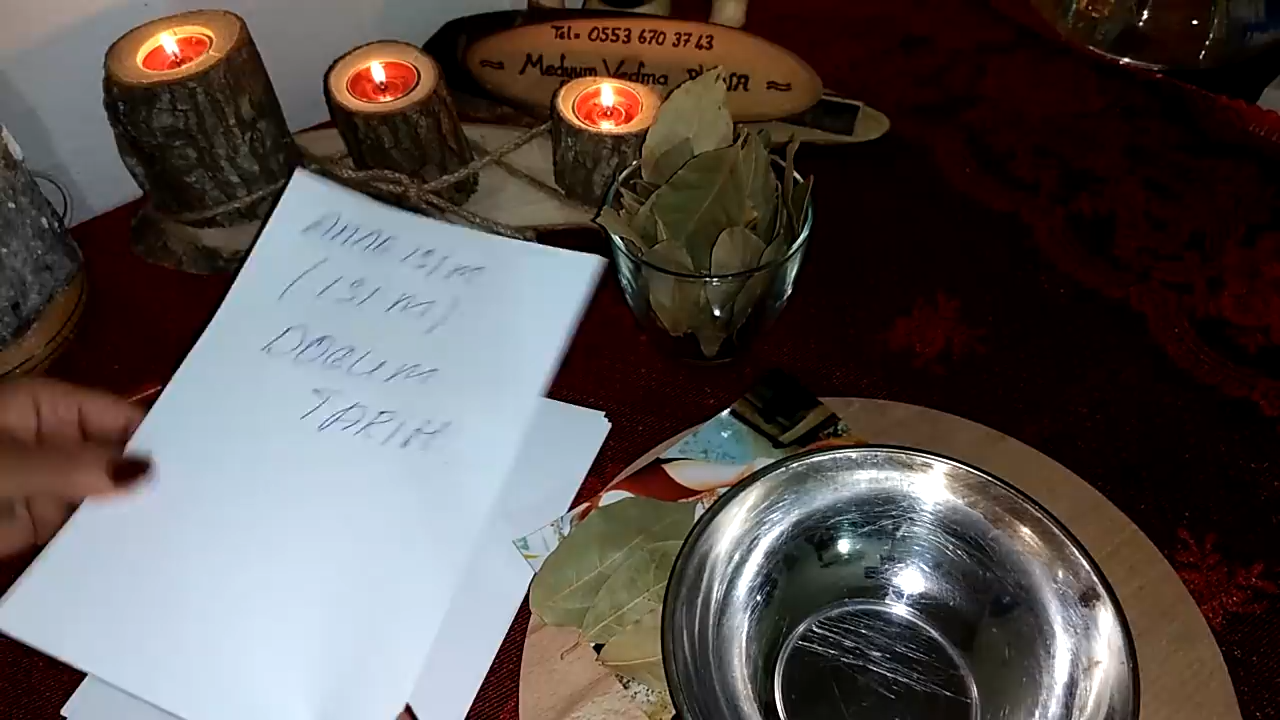 Tel= 0553 670 37 43
≈ Medyum Vedma ≈
ANNE ISIM
(ISIM)
DOGUM
TARIH